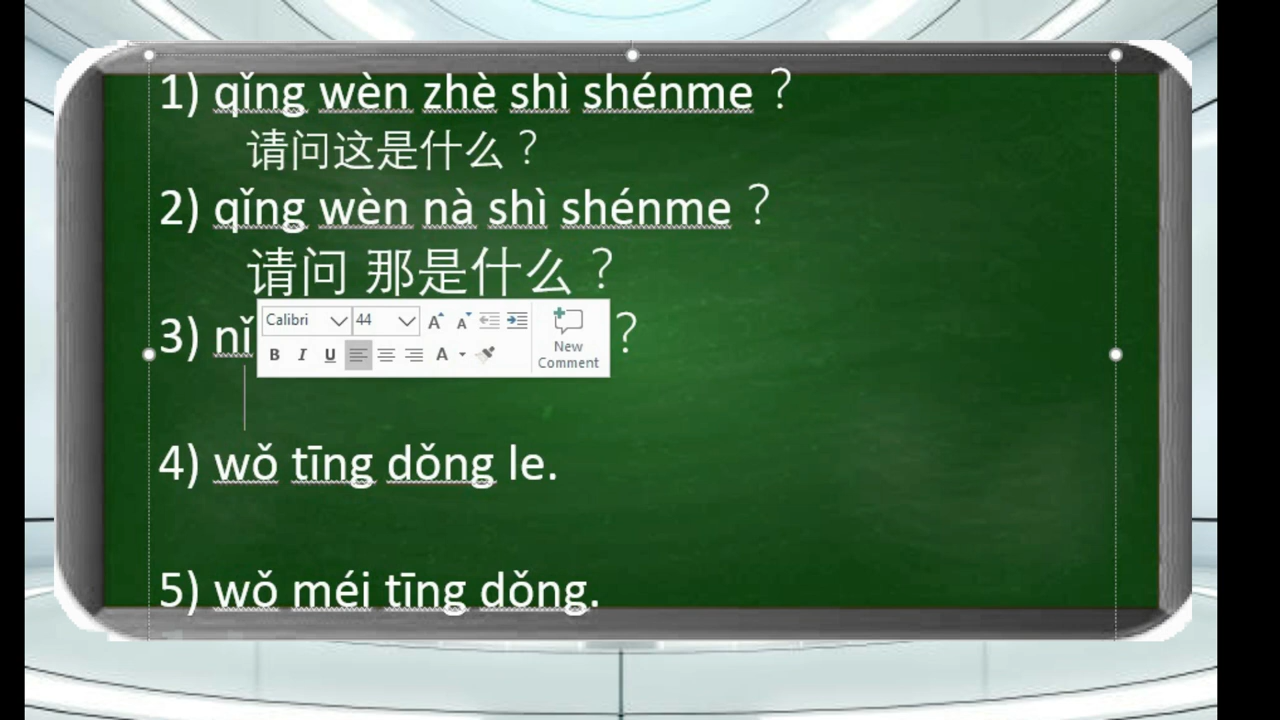 1) qǐng wèn zhè shì shénme？
请问这是什么？
2) qǐng wèn nà shì shénme？
请问 那是什么？
3) nǐ ？
Calibri 44 A A
B I U A
New
Comment
4) wǒ tīng dǒng le.
5) wǒ méi tīng dǒng.